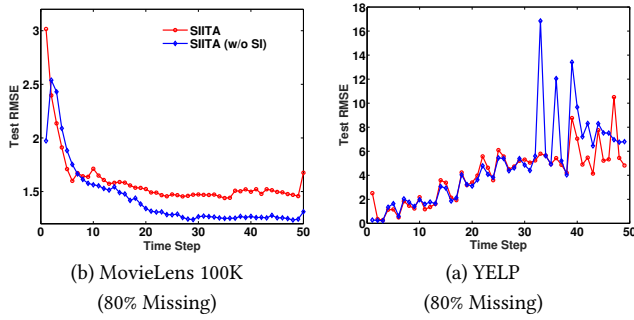 3
2.5
2
1.5
0 10 20 30 40 50
Test RMSE
Time Step
SIITA
SIITA (w/o SI)
(b) MovieLens 100K
(80% Missing)
18
16
14
12
10
8
6
4
2
0
0 10 20 30 40 50
Test RMSE
Time Step
(a) YELP
(80% Missing)